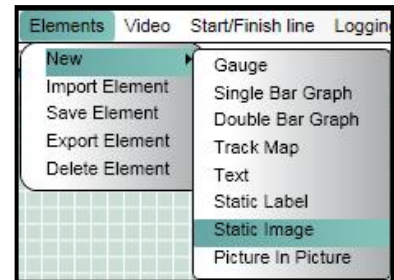 Elements Video Start/Finish line Loggin
New
Import Element
Save Element
Export Element
Delete Element
Gauge
Single Bar Graph
Double Bar Graph
Track Map
Text
Static Label
Static Image
Picture In Picture